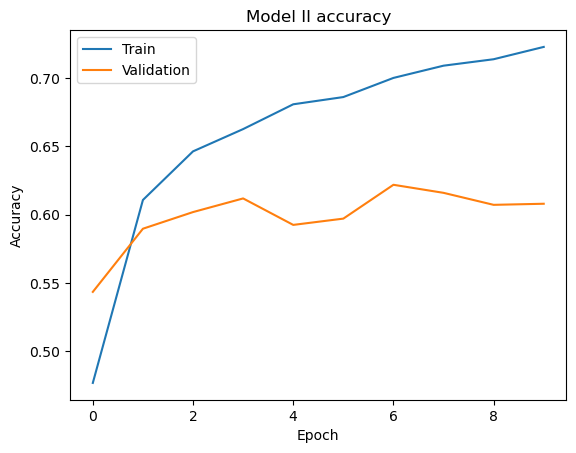 Model II accuracy
Train
Validation
Accuracy
0.70
0.65
0.60
0.55
0.50
0 2 4 6 8
Epoch